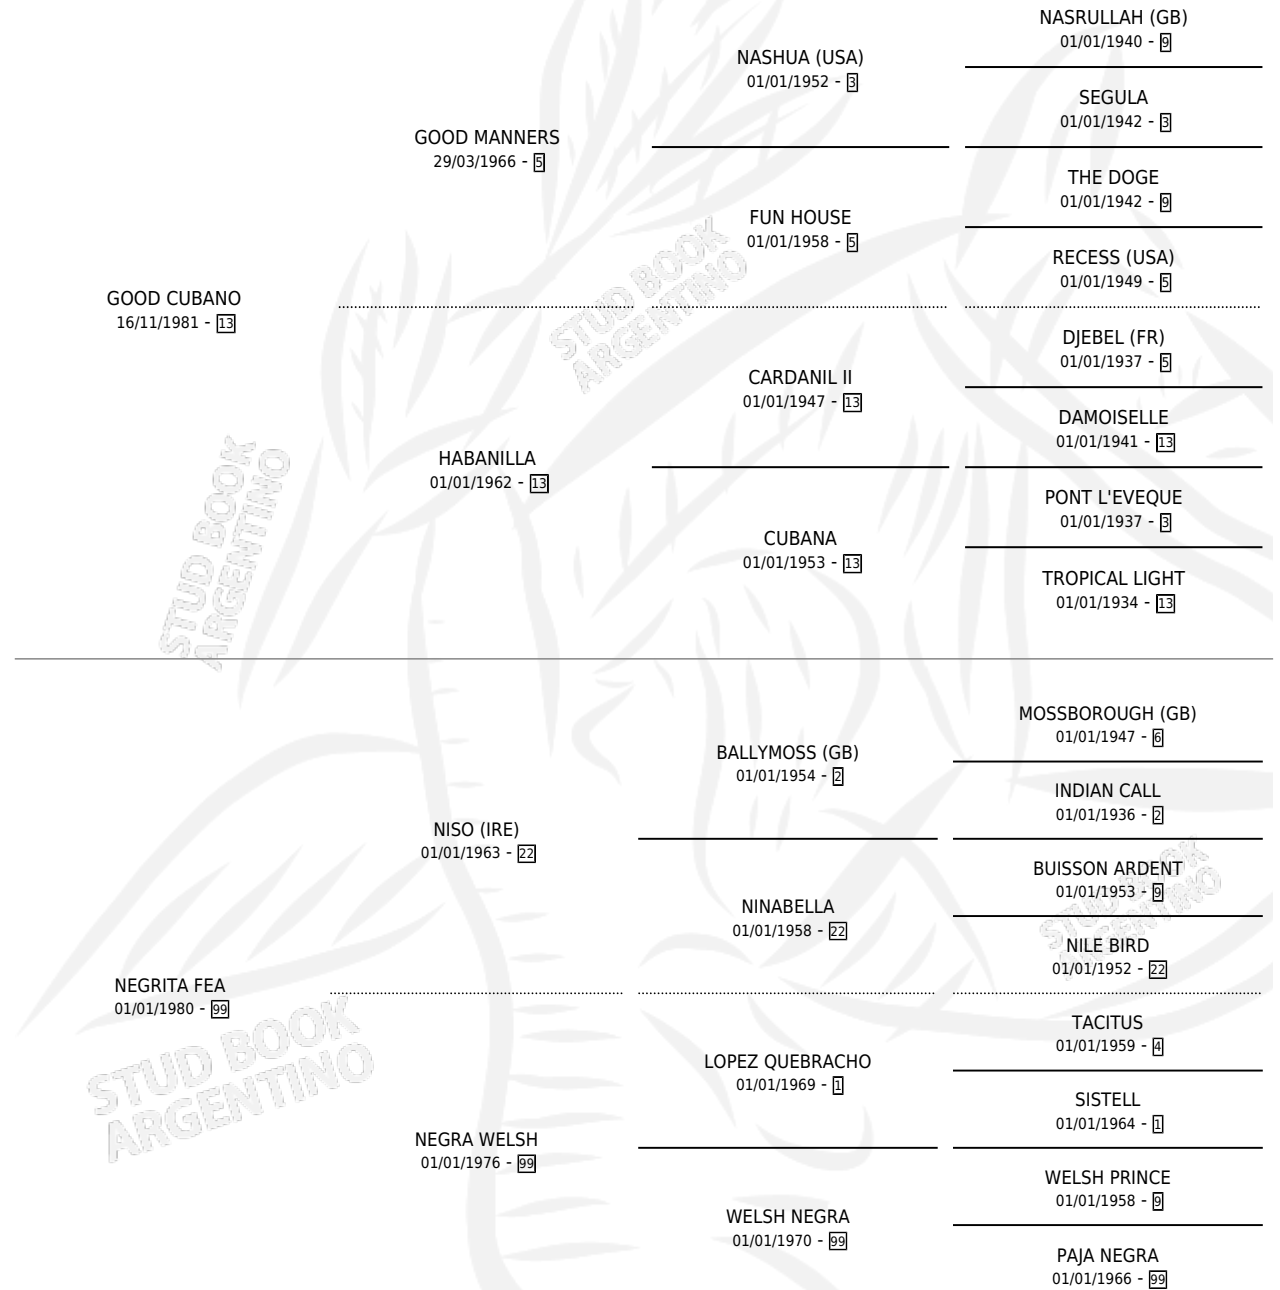 NASRULLAH (GB)
01/01/1940 - 9
NASHUA (USA)
01/01/1952 - 3
SEGULA
01/01/1942 - 3
GOOD MANNERS
29/03/1966 - 5
THE DOGE
01/01/1942 - 9
FUN HOUSE
01/01/1958 - 5
RECESS (USA)
01/01/1949 - 5
GOOD CUBANO
16/11/1981 - 13
DJEBEL (FR)
01/01/1937 - 5
CARDANIL II
01/01/1947 - 13
DAMOISELLE
01/01/1941 - 13
HABANILLA
01/01/1962 - 13
PONT L'EVEQUE
01/01/1937 - 3
CUBANA
01/01/1953 - 13
TROPICAL LIGHT
01/01/1934 - 13
STUD BOOK
ARGENTINO
STUD BOOK
ARGENTINO
MOSSBOROUGH (GB)
01/01/1947 - 6
BALLYMOSS (GB)
01/01/1954 - 2
INDIAN CALL
01/01/1936 - 2
NISO (IRE)
01/01/1963 - 22
BUISSON ARDENT
01/01/1953 - 9
NINABELLA
01/01/1958 - 22
NILE BIRD
01/01/1952 - 22
NEGRITA FEA
01/01/1980 - 99
TACITUS
01/01/1959 - 4
LOPEZ QUEBRACHO
01/01/1969 - 1
SISTELL
01/01/1964 - 1
NEGRA WELSH
01/01/1976 - 99
WELSH PRINCE
01/01/1958 - 9
WELSH NEGRA
01/01/1970 - 99
PAJA NEGRA
01/01/1966 - 99
STUD BOOK
ARGENTINO
STUD BOOK
ARGENTINO